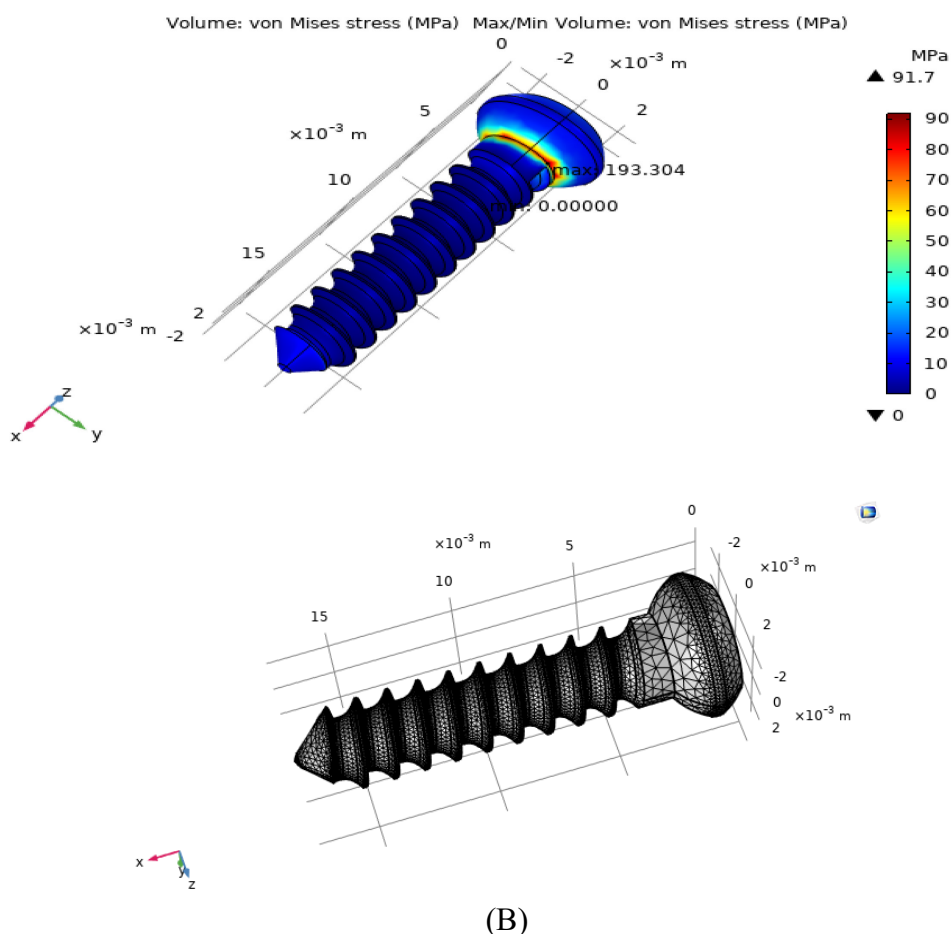 Volume: von Mises stress (MPa) Max/Min Volume: von Mises stress (MPa)
0
-2
×10⁻³ m
0
2
5
×10⁻³ m
10
15
2
×10⁻³ m
-2
max: 193.304
0.00000
MPa
▲ 91.7
90
80
70
60
50
40
30
20
10
0
▼ 0
z
x
y
0
-2
×10⁻³ m
0
2
-2
0
×10⁻³ m
2
×10⁻³ m
5
10
15
x
y
z
(B)